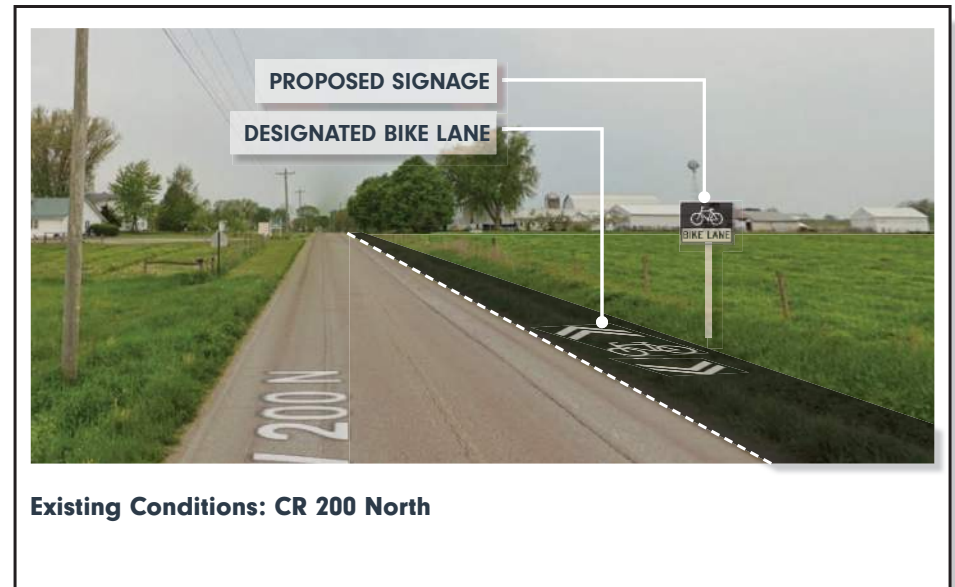 PROPOSED SIGNAGE
DESIGNATED BIKE LANE
BIKE LANE
200 N
Existing Conditions: CR 200 North